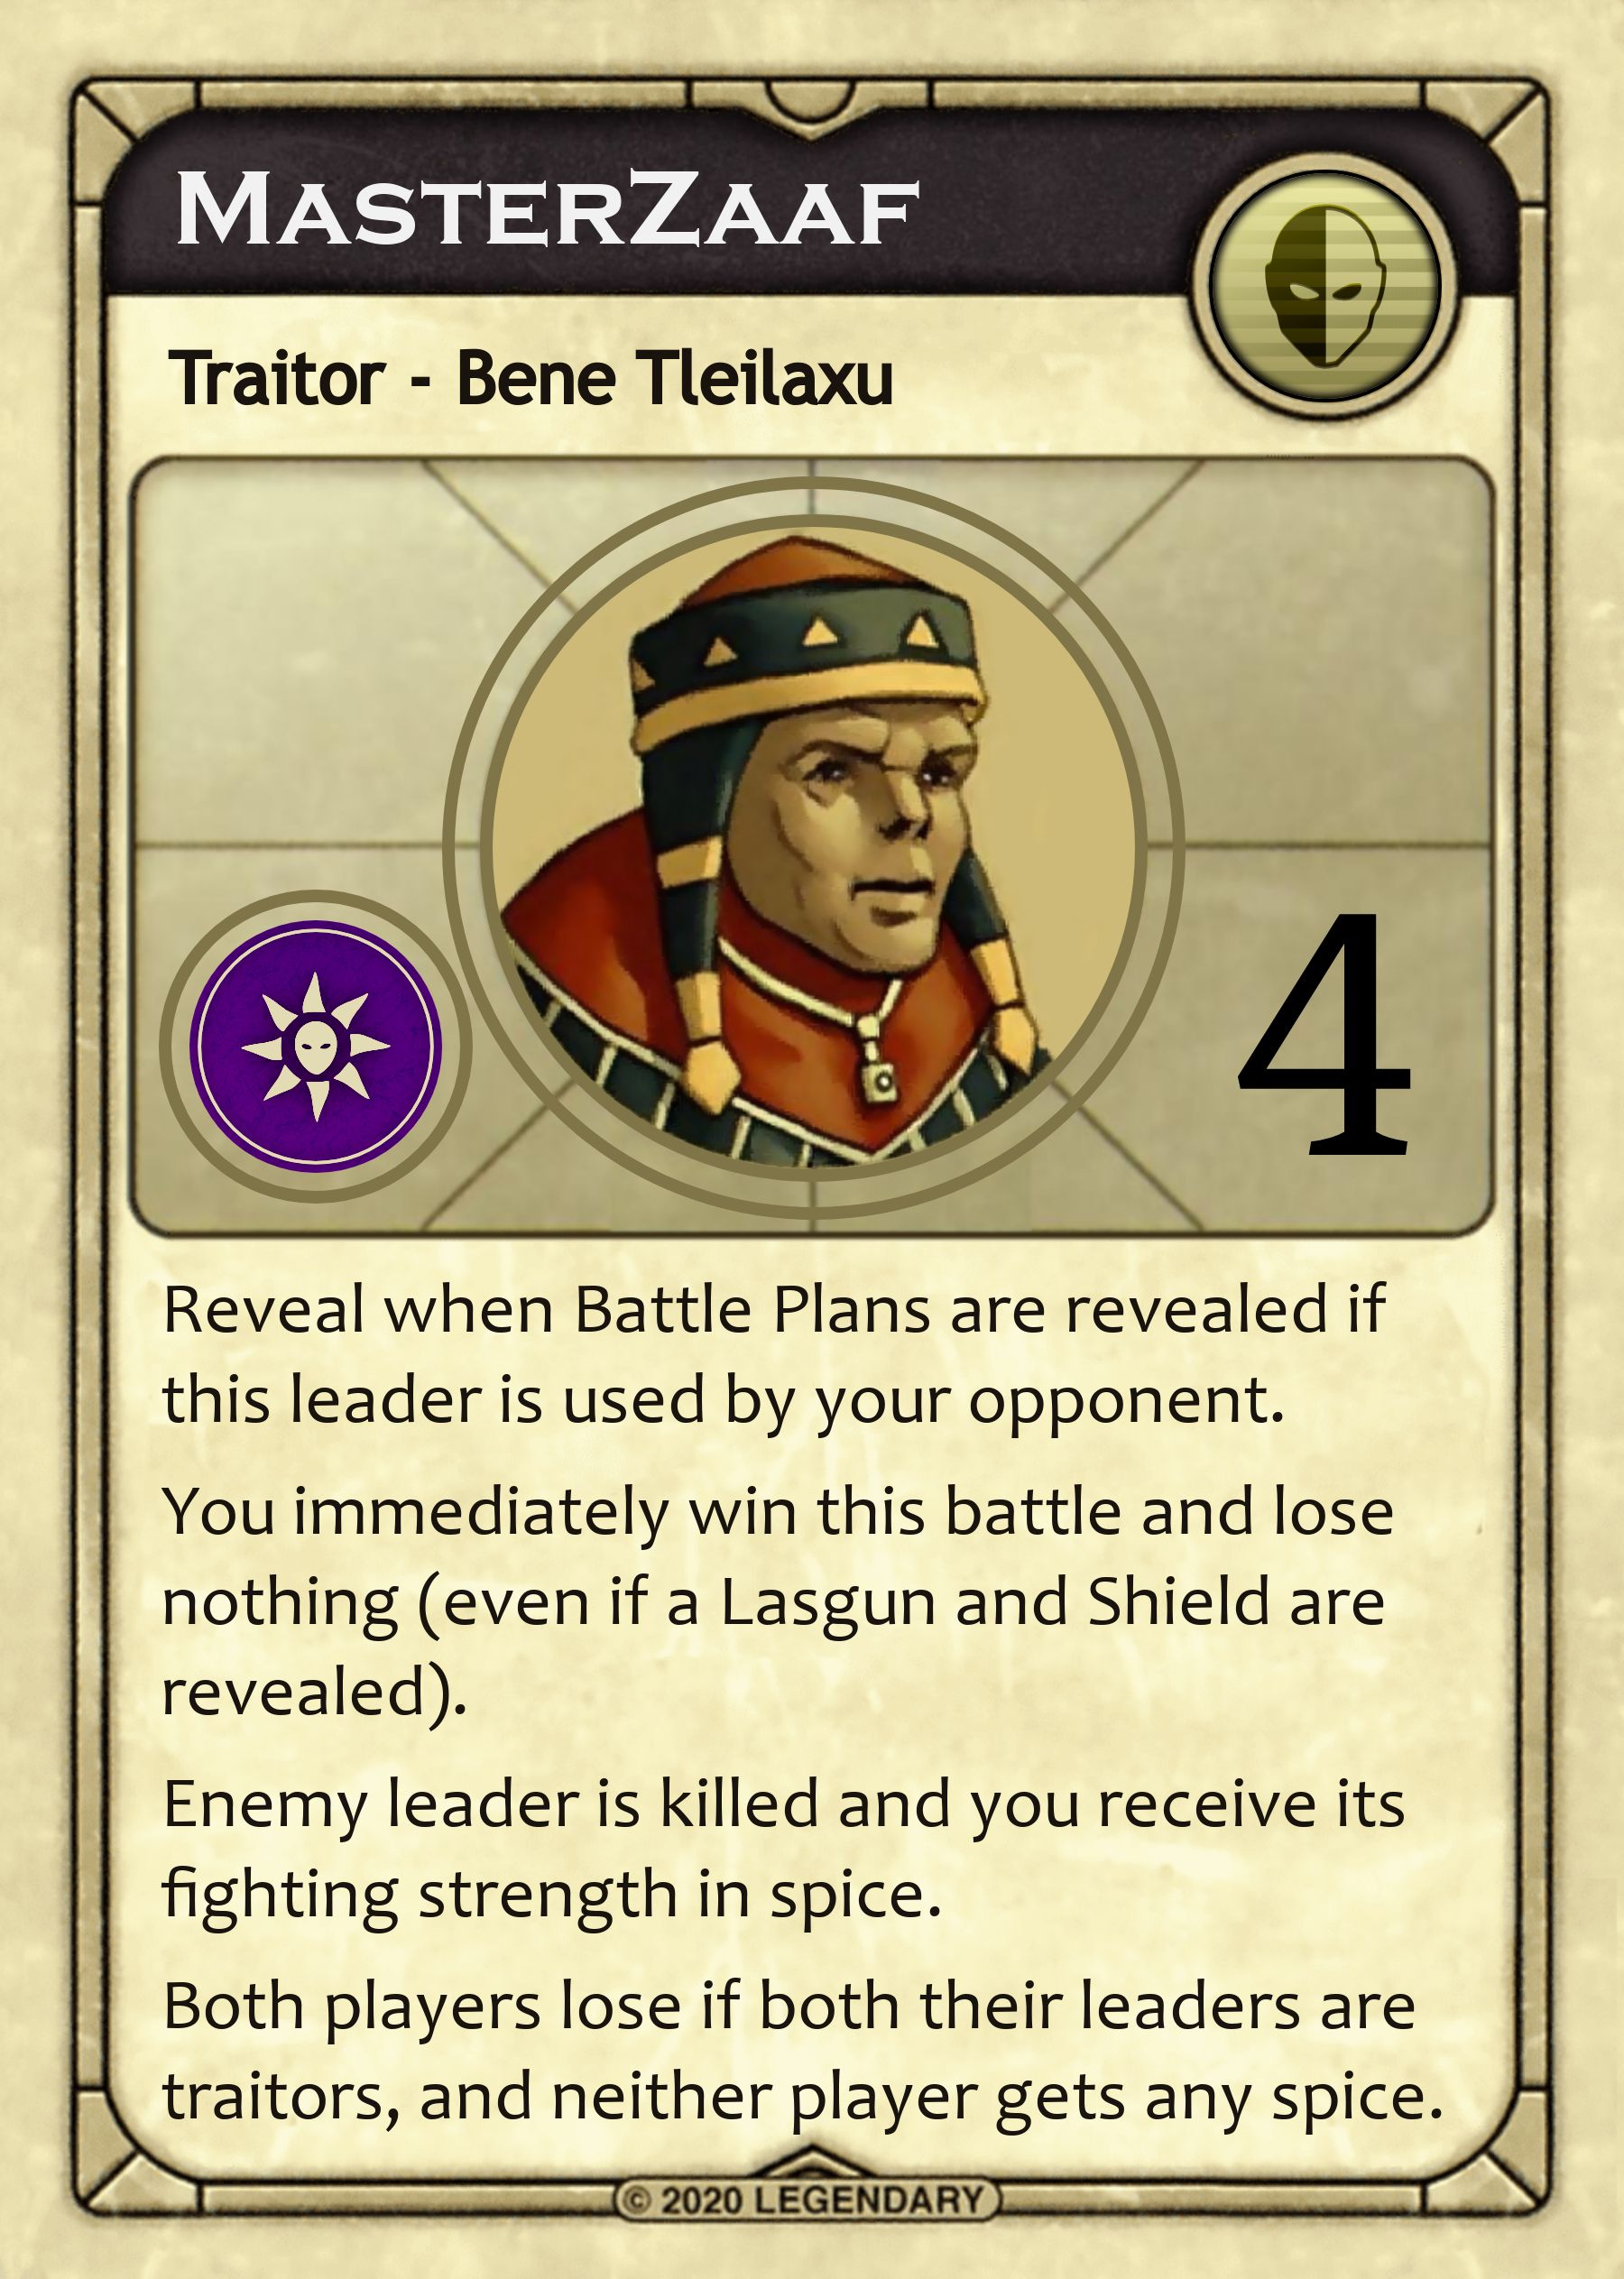 MasterZaaf
Traitor - Bene Tleilaxu
4
Reveal when Battle Plans are revealed if
this leader is used by your opponent.
You immediately win this battle and lose
nothing (even if a Lasgun and Shield are
revealed).
Enemy leader is killed and you receive its
fighting strength in spice.
Both players lose if both their leaders are
traitors, and neither player gets any spice.
© 2020 LEGENDARY